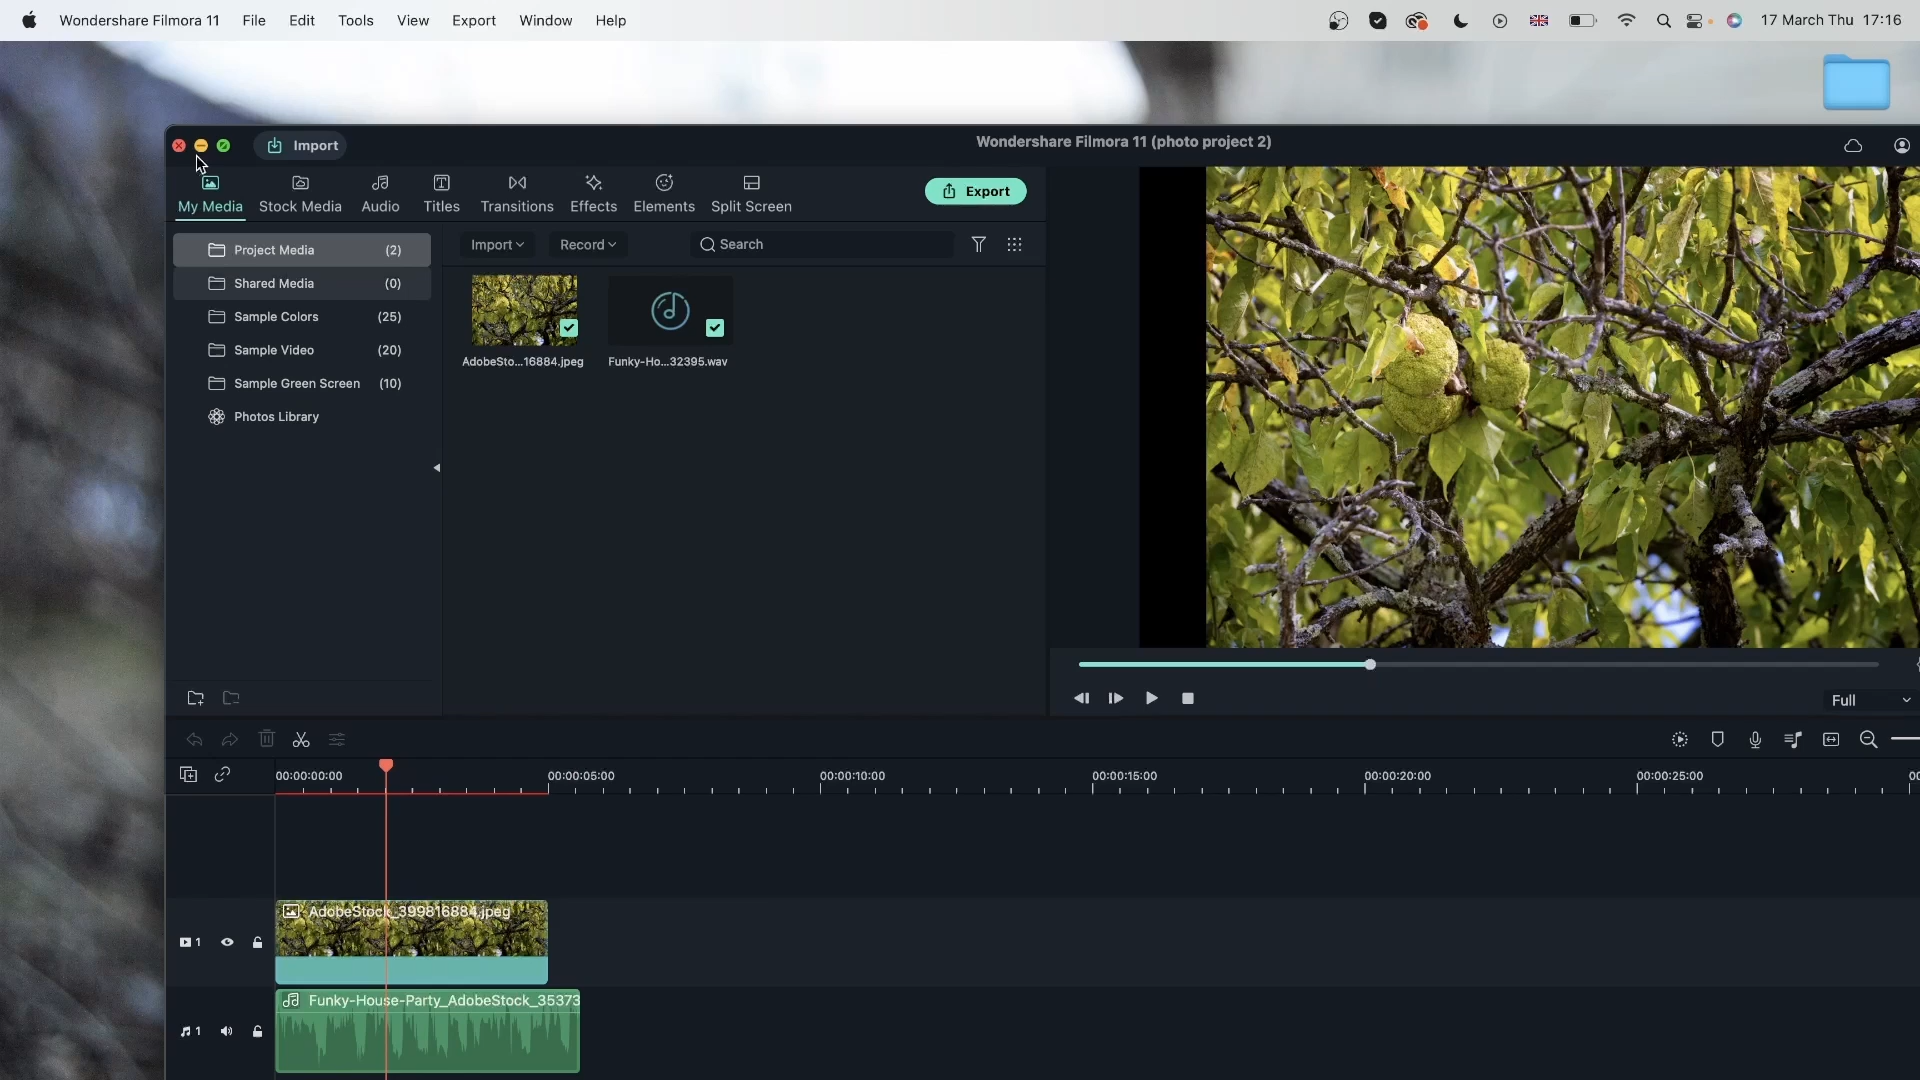 Wondershare Filmora 11 File Edit Tools View Export Window Help 17 March Thu 17:16
Import Wondershare Filmora 11 (photo project 2)
My Media Stock Media Audio Titles Transitions Effects Elements Split Screen Export
Import Record Search
Project Media (2)
Shared Media (0)
Sample Colors (25)
Sample Video (20)
Sample Green Screen (10)
Photos Library
AdobeSto...16884.jpeg Funky-Ho...32395.wav
Full
00:00:00:00 00:00:05:00 00:00:10:00 00:00:15:00 00:00:20:00 00:00:25:00
AdobeStock_399816884.jpeg
1
Funky-House-Party_AdobeStock_35373
1